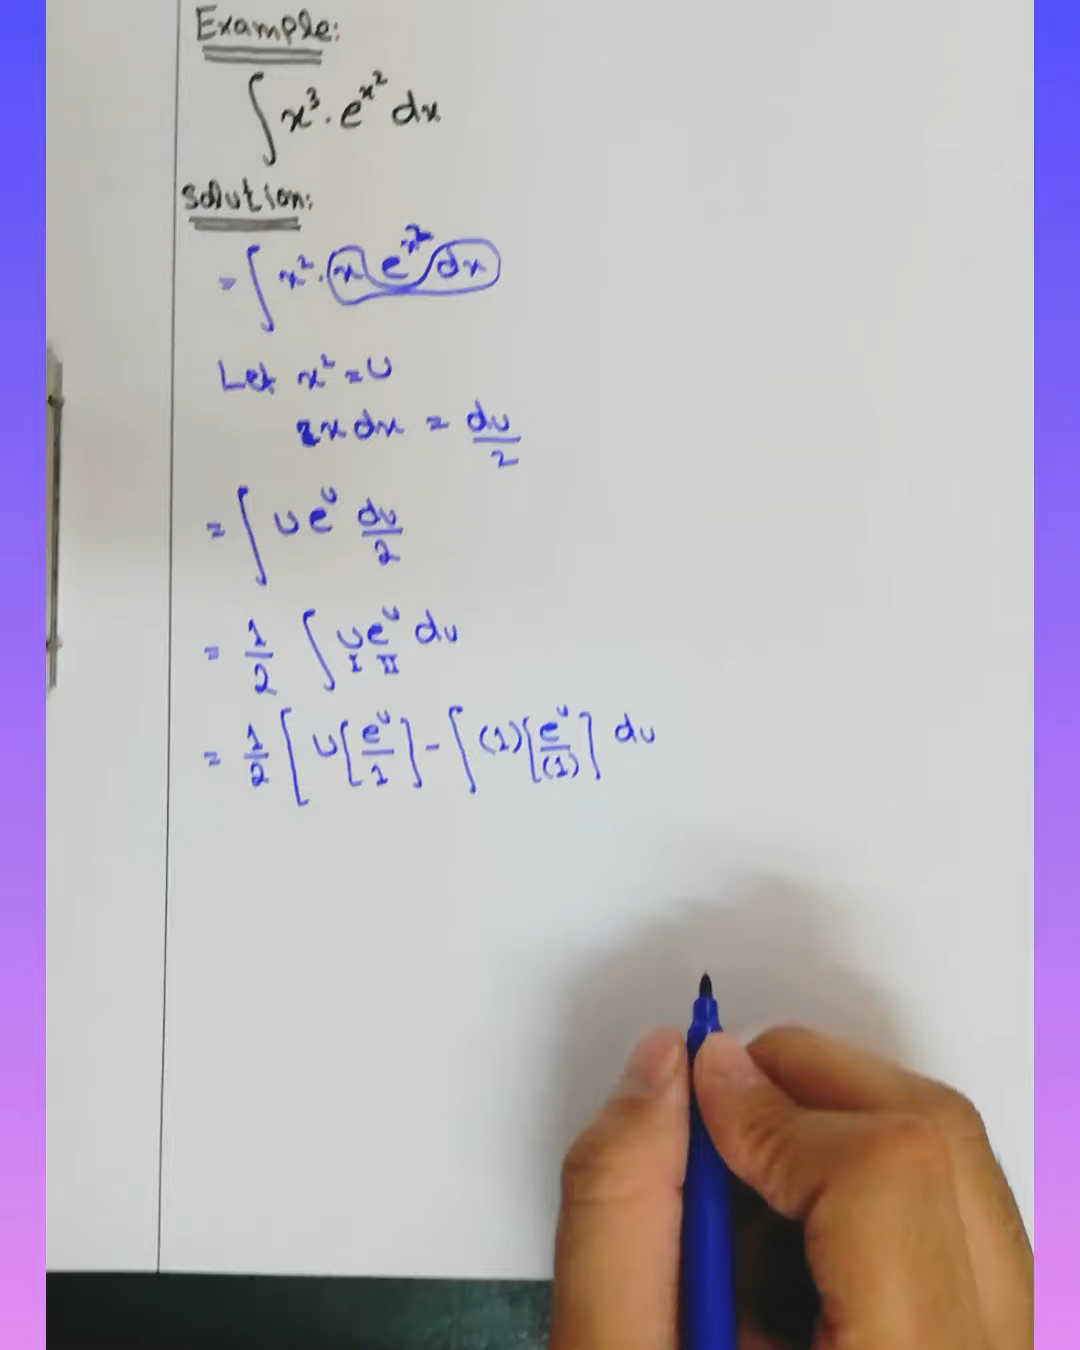 Example:
∫ x³ . e^x² dx
Solution:
= ∫ x² . x e^x² dx
Let x² = u
2x dx = du/2
= ∫ u e^u du/2
= 1/2 ∫ u e^u du
I II
= 1/2 [ u [e^u/1] - ∫ (1) [e^u/(1)] du